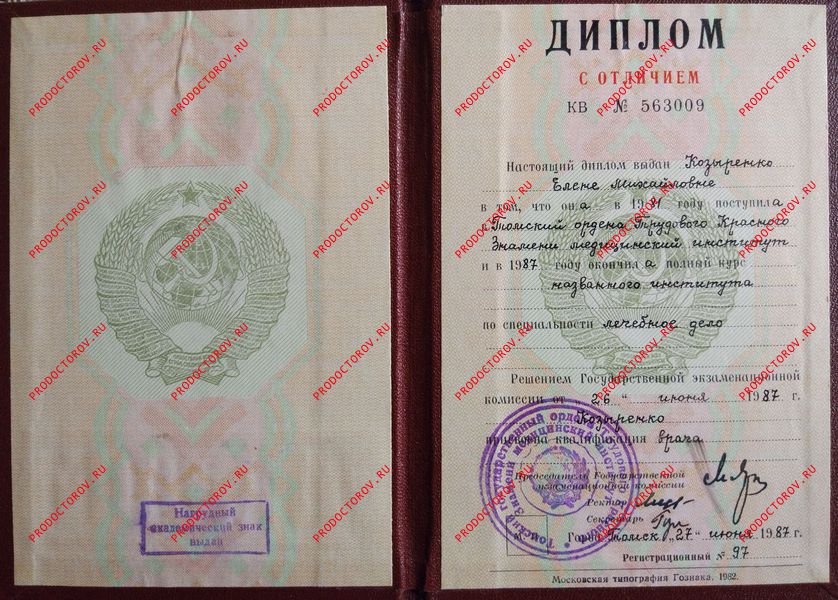 Нагрудный
академический знак
выдан
ДИПЛОМ
С ОТЛИЧИЕМ
КВ № 563009
Настоящий диплом выдан Козыренко
Елене Михайловне
в том, что она в 1981 году поступила
в Томский ордена Трудового Красного
Знамени медицинский институт
и в 1987 году окончила полный курс
названного института
по специальности лечебное дело
Решением Государственной экзаменационной
комиссии от "26" июня 1987 г.
Козыренко
присвоена квалификация врача
Председатель Государственной
экзаменационной комиссии
Ректор
Секретарь
Город Томск "27" июня 1987 г.
Регистрационный № 97
Московская типография Гознака. 1982.
PRODOCTOROV.RU